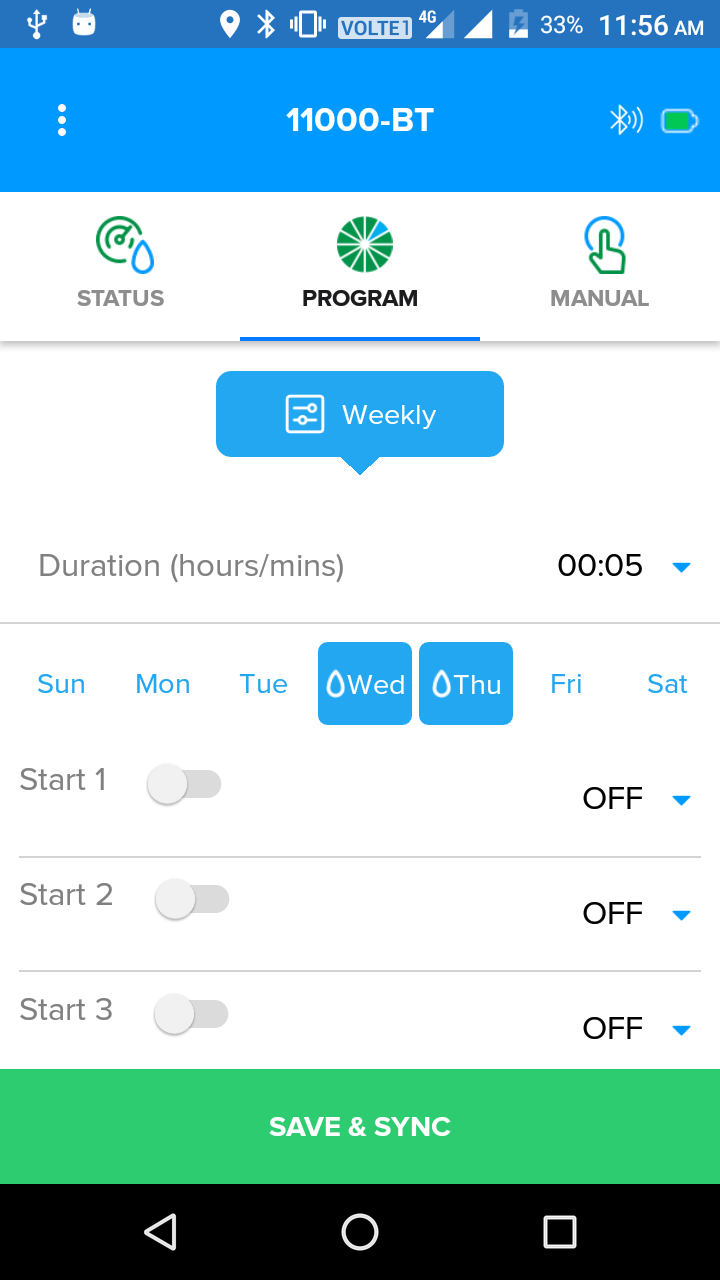 VOLTE1 4G 33% 11:56 AM
11000-BT
STATUS PROGRAM MANUAL
Weekly
Duration (hours/mins) 00:05
Sun Mon Tue Wed Thu Fri Sat
Start 1 OFF
Start 2 OFF
Start 3 OFF
SAVE & SYNC